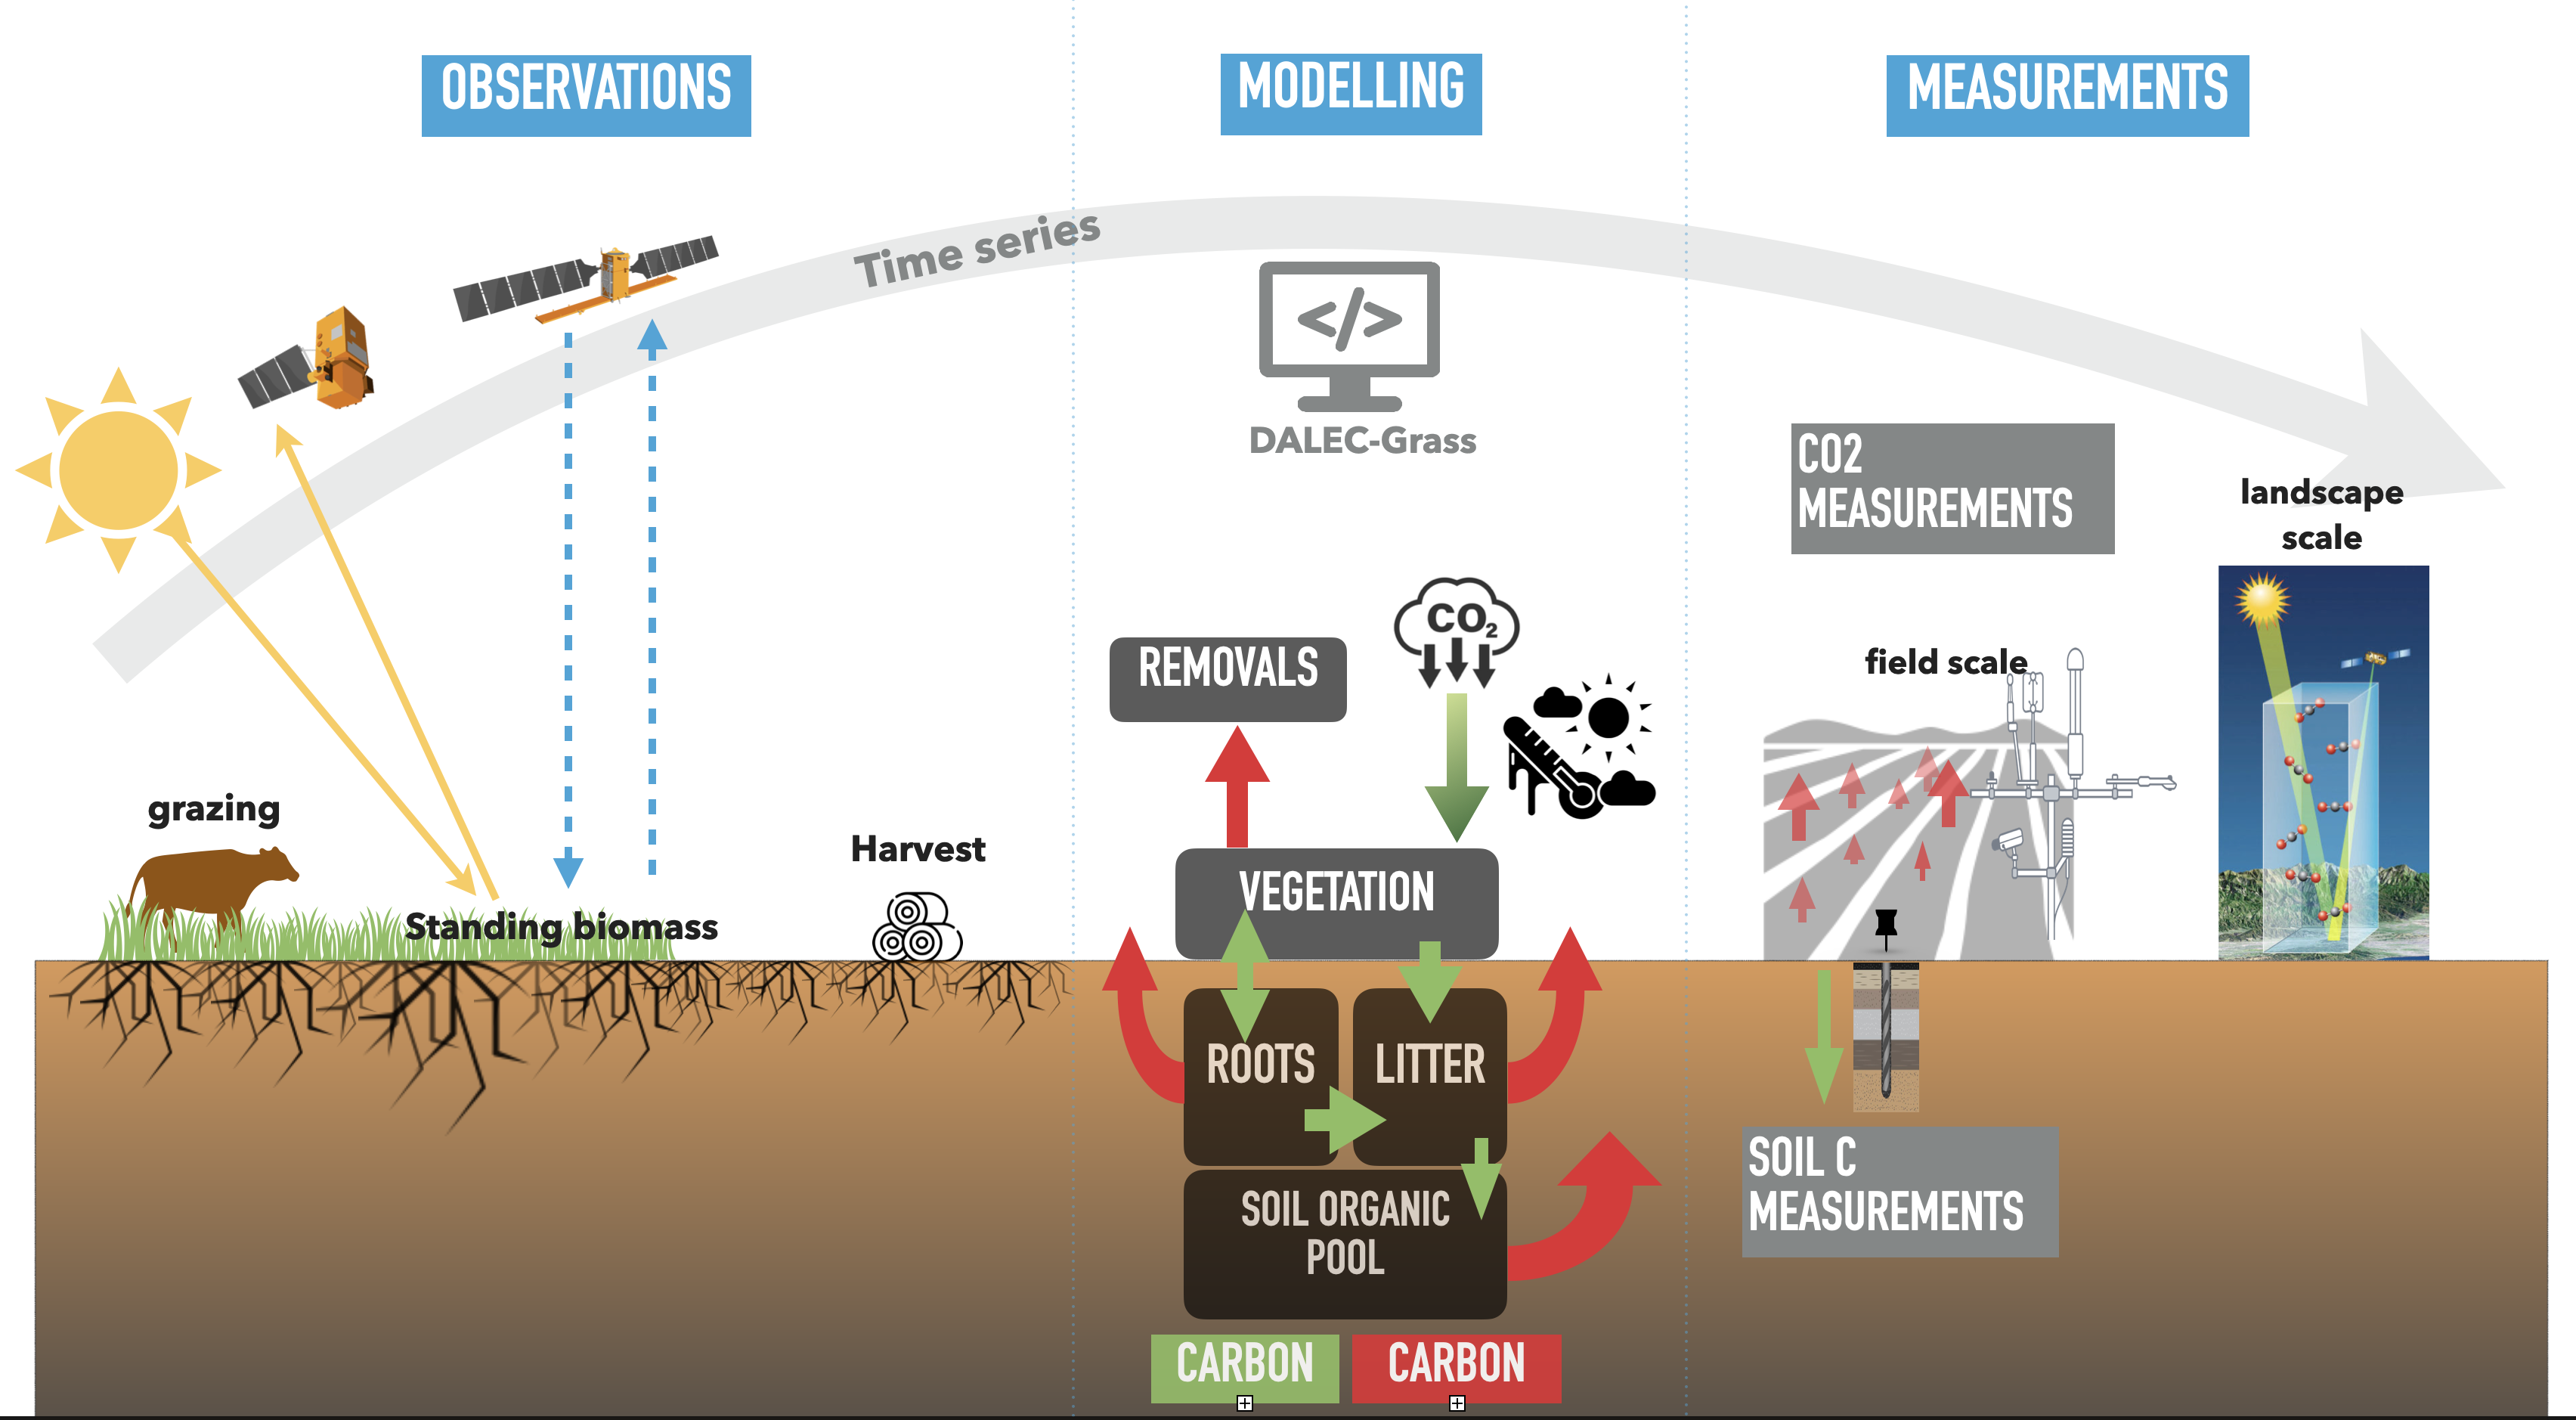 OBSERVATIONS
MODELLING
MEASUREMENTS
Time series
</>
DALEC-Grass
CO2
MEASUREMENTS
landscape
scale
field scale
CO₂
REMOVALS
grazing
Harvest
Standing biomass
VEGETATION
ROOTS
LITTER
SOIL ORGANIC
POOL
SOIL C
MEASUREMENTS
CARBON
CARBON